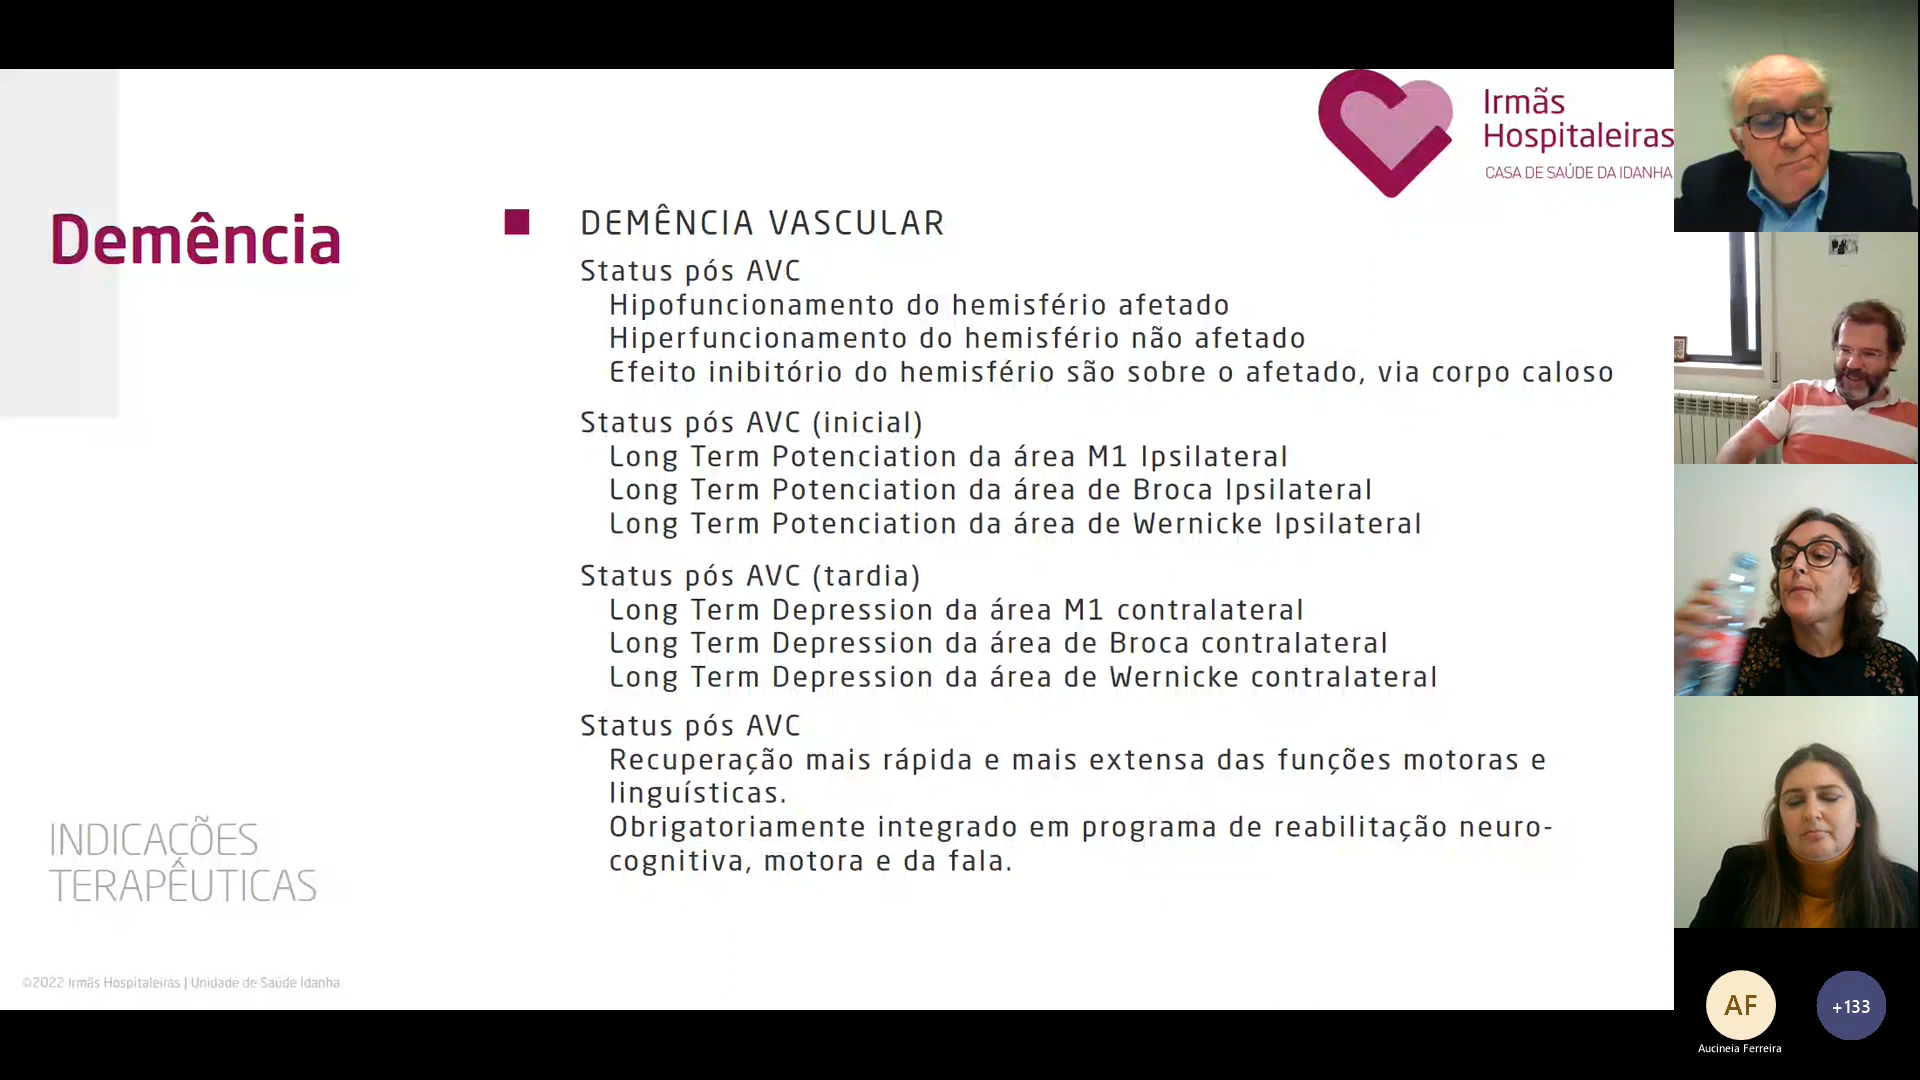 Irmãs
Hospitaleiras
CASA DE SAÚDE DA IDANHA
Demência
DEMÊNCIA VASCULAR
Status pós AVC
Hipofuncionamento do hemisfério afetado
Hiperfuncionamento do hemisfério não afetado
Efeito inibitório do hemisfério são sobre o afetado, via corpo caloso
Status pós AVC (inicial)
Long Term Potenciation da área M1 Ipsilateral
Long Term Potenciation da área de Broca Ipsilateral
Long Term Potenciation da área de Wernicke Ipsilateral
Status pós AVC (tardia)
Long Term Depression da área M1 contralateral
Long Term Depression da área de Broca contralateral
Long Term Depression da área de Wernicke contralateral
Status pós AVC
Recuperação mais rápida e mais extensa das funções motoras e
linguísticas.
Obrigatoriamente integrado em programa de reabilitação neuro-
cognitiva, motora e da fala.
INDICAÇÕES
TERAPÊUTICAS
©2022 Irmãs Hospitaleiras | Unidade de Saúde Idanha
AF
+133
Aucineia Ferreira